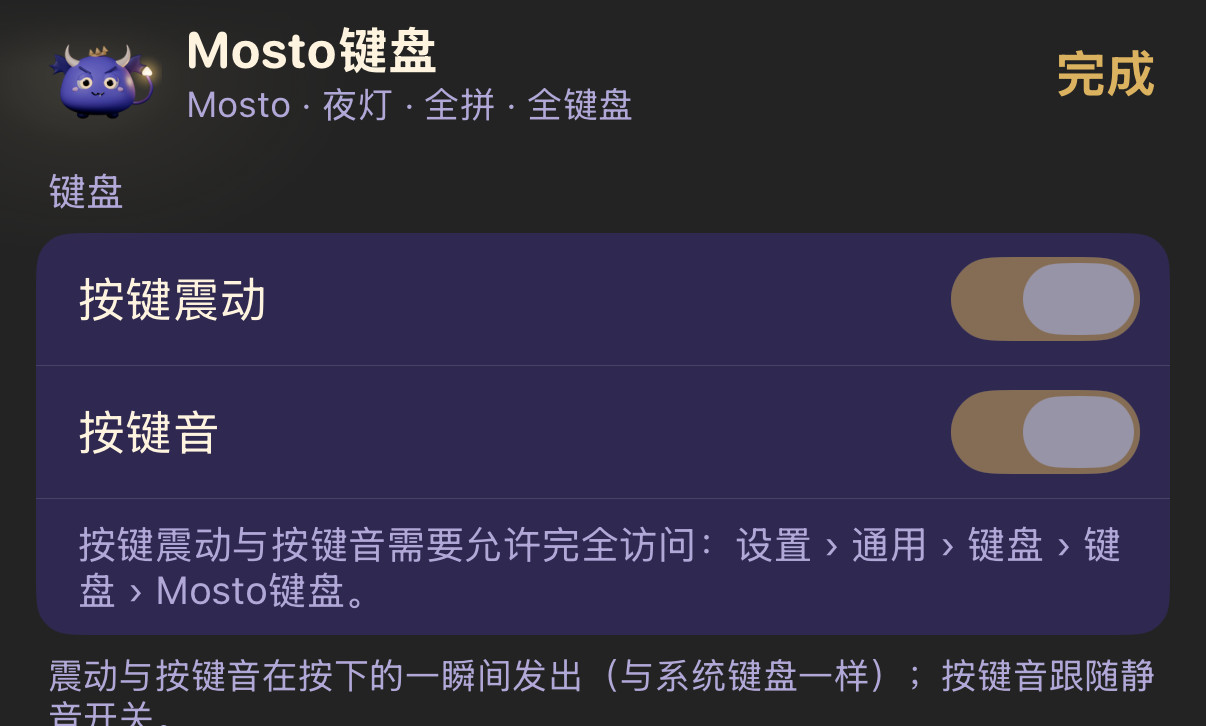 Mosto键盘
完成
Mosto · 夜灯 · 全拼 · 全键盘
键盘
按键震动
按键音
按键震动与按键音需要允许完全访问：设置 › 通用 › 键盘 › 键
盘 › Mosto键盘。
震动与按键音在按下的一瞬间发出（与系统键盘一样）；按键音跟随静
音开关。